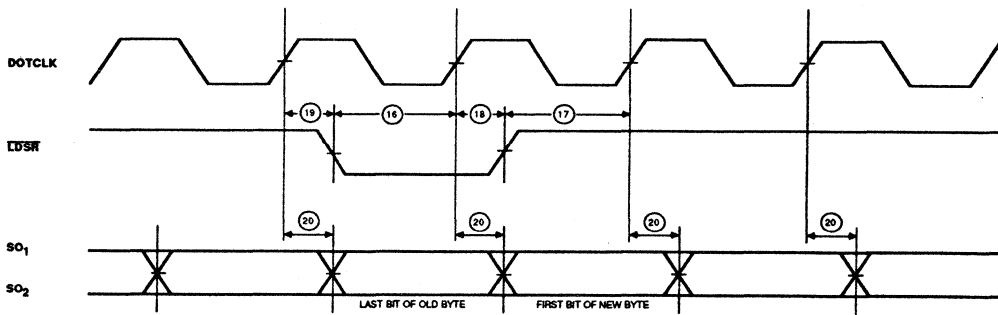 DOTCLK
19 16 18 17
LDSR
20 20 20 20
SO1
SO2
LAST BIT OF OLD BYTE FIRST BIT OF NEW BYTE